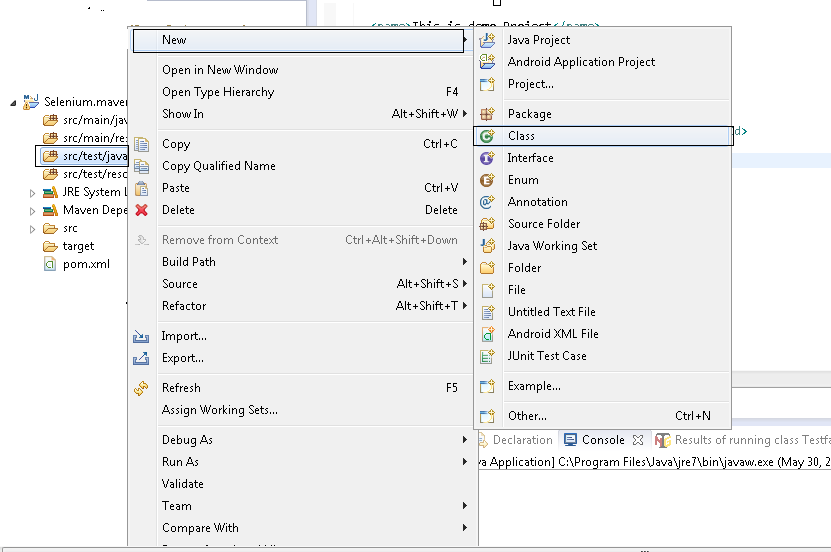 <name>This is demo Project</name>
Selenium.maven
src/main/jav
src/main/re
src/test/java
src/test/reso
JRE System L
Maven Depe
src
target
pom.xml
New
Open in New Window
Open Type Hierarchy F4
Show In Alt+Shift+W
Copy Ctrl+C
Copy Qualified Name
Paste Ctrl+V
Delete Delete
Remove from Context Ctrl+Alt+Shift+Down
Build Path
Source Alt+Shift+S
Refactor Alt+Shift+T
Import...
Export...
Refresh F5
Assign Working Sets...
Debug As
Run As
Validate
Team
Compare With
Java Project
Android Application Project
Project...
Package
Class
Interface
Enum
Annotation
Source Folder
Java Working Set
Folder
File
Untitled Text File
Android XML File
JUnit Test Case
Example...
Other... Ctrl+N
d>
Declaration Console Results of running class Testfa
va Application] C:\Program Files\Java\jre7\bin\javaw.exe (May 30, 2